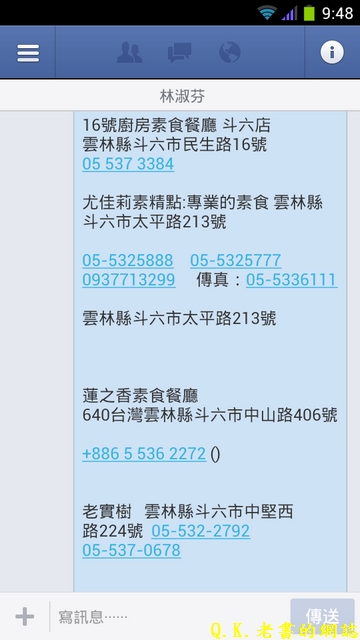 9:48
林淑芬
16號廚房素食餐廳 斗六店
雲林縣斗六市民生路16號
05 537 3384
尤佳莉素精點:專業的素食 雲林縣
斗六市太平路213號
05-5325888 05-5325777
0937713299 傳真：05-5336111
雲林縣斗六市太平路213號
蓮之香素食餐廳
640台灣雲林縣斗六市中山路406號
+886 5 536 2272 ()
老實樹 雲林縣斗六市中堅西
路224號 05-532-2792
05-537-0678
寫訊息……
傳送
Q.K.老書的網誌